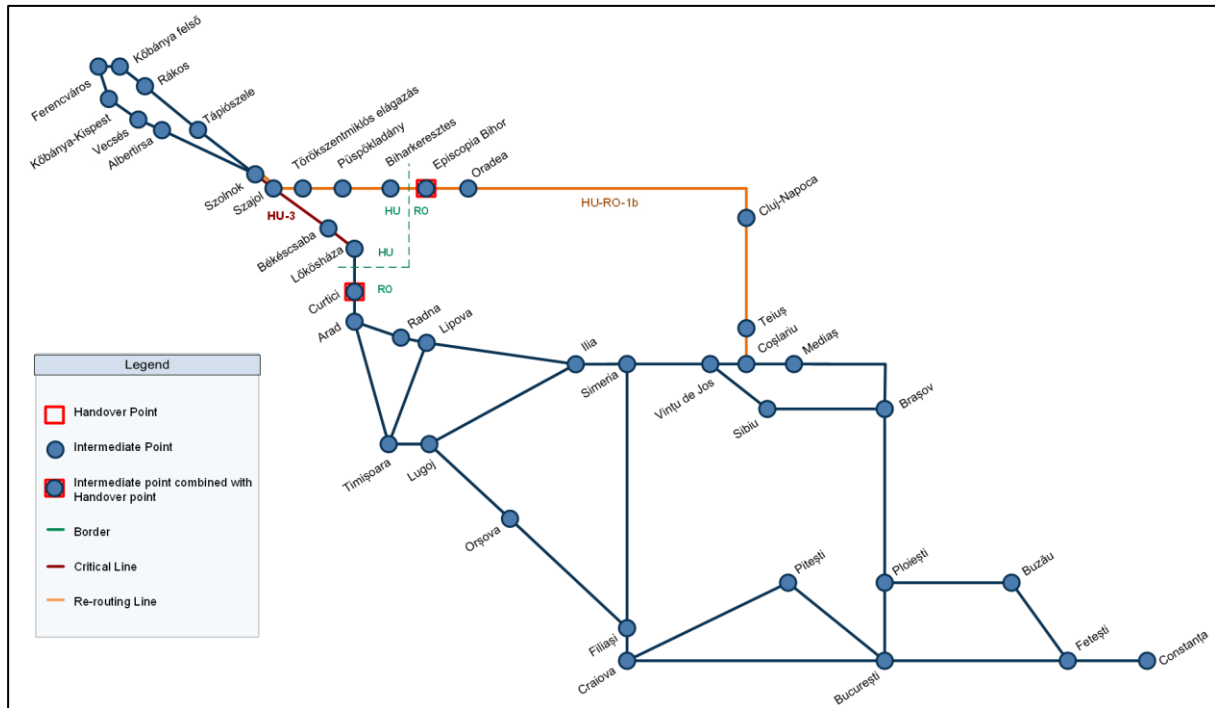 Kőbánya felső
Rákos
Ferencváros
Tápiószele
Kőbánya-Kispest
Vecsés
Albertirsa
Törökszentmiklós elágazás
Püspökladány
Biharkeresztes
Episcopia Bihor
Oradea
Szolnok
Szajol
HU-3
HU
RO
HU-RO-1b
Cluj-Napoca
Békéscsaba
Lőkösháza
HU
Curtici
RO
Arad
Radna
Lipova
Teiuș
Ilia
Simeria
Vințu de Jos
Coșlariu
Mediaș
Sibiu
Brașov
Timișoara
Lugoj
Orșova
Pitești
Ploiești
Buzău
Filiași
Craiova
București
Fetești
Constanța
Legend
Handover Point
Intermediate Point
Intermediate point combined with
Handover point
Border
Critical Line
Re-routing Line